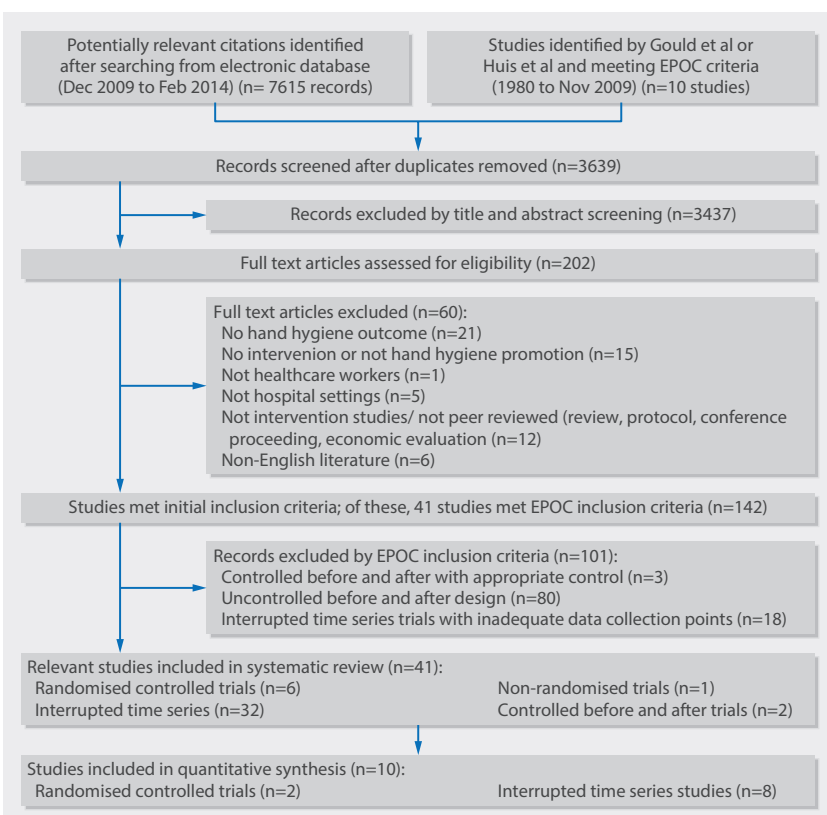 Potentially relevant citations identified
after searching from electronic database
(Dec 2009 to Feb 2014) (n= 7615 records)
Studies identified by Gould et al or
Huis et al and meeting EPOC criteria
(1980 to Nov 2009) (n=10 studies)
Records screened after duplicates removed (n=3639)
Records excluded by title and abstract screening (n=3437)
Full text articles assessed for eligibility (n=202)
Full text articles excluded (n=60):
No hand hygiene outcome (n=21)
No intervenion or not hand hygiene promotion (n=15)
Not healthcare workers (n=1)
Not hospital settings (n=5)
Not intervention studies/ not peer reviewed (review, protocol, conference
proceeding, economic evaluation (n=12)
Non-English literature (n=6)
Studies met initial inclusion criteria; of these, 41 studies met EPOC inclusion criteria (n=142)
Records excluded by EPOC inclusion criteria (n=101):
Controlled before and after with appropriate control (n=3)
Uncontrolled before and after design (n=80)
Interrupted time series trials with inadequate data collection points (n=18)
Relevant studies included in systematic review (n=41):
Randomised controlled trials (n=6)
Non-randomised trials (n=1)
Interrupted time series (n=32)
Controlled before and after trials (n=2)
Studies included in quantitative synthesis (n=10):
Randomised controlled trials (n=2)
Interrupted time series studies (n=8)